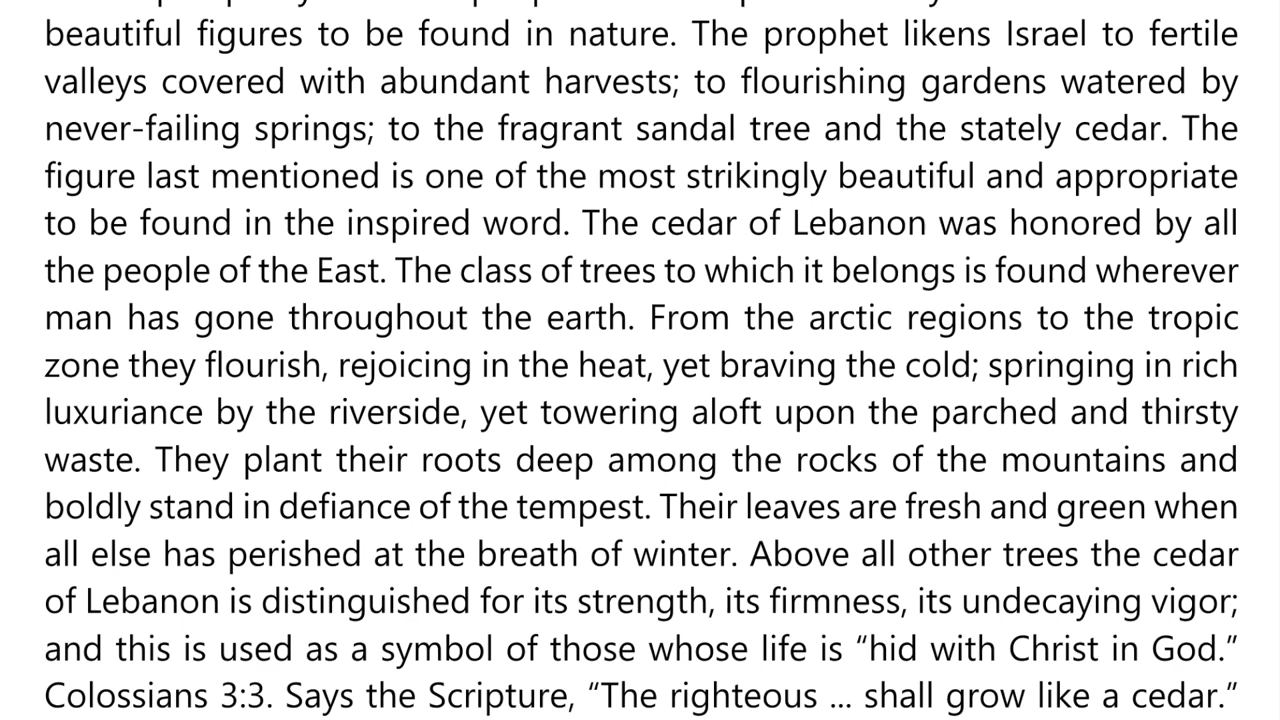 beautiful figures to be found in nature. The prophet likens Israel to fertile
valleys covered with abundant harvests; to flourishing gardens watered by
never-failing springs; to the fragrant sandal tree and the stately cedar. The
figure last mentioned is one of the most strikingly beautiful and appropriate
to be found in the inspired word. The cedar of Lebanon was honored by all
the people of the East. The class of trees to which it belongs is found wherever
man has gone throughout the earth. From the arctic regions to the tropic
zone they flourish, rejoicing in the heat, yet braving the cold; springing in rich
luxuriance by the riverside, yet towering aloft upon the parched and thirsty
waste. They plant their roots deep among the rocks of the mountains and
boldly stand in defiance of the tempest. Their leaves are fresh and green when
all else has perished at the breath of winter. Above all other trees the cedar
of Lebanon is distinguished for its strength, its firmness, its undecaying vigor;
and this is used as a symbol of those whose life is “hid with Christ in God.”
Colossians 3:3. Says the Scripture, “The righteous ... shall grow like a cedar.”